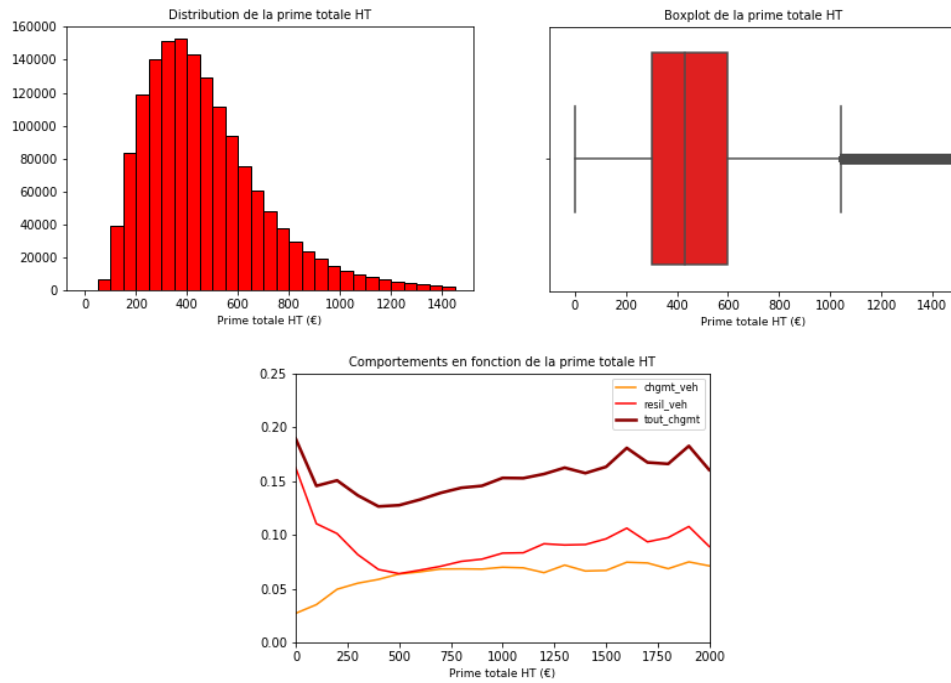 Distribution de la prime totale HT
160000
140000
120000
100000
80000
60000
40000
20000
0
0 200 400 600 800 1000 1200 1400
Prime totale HT (€)
Boxplot de la prime totale HT
0 200 400 600 800 1000 1200 1400
Prime totale HT (€)
Comportements en fonction de la prime totale HT
0.25
0.20
0.15
0.10
0.05
0.00
chgmt_veh
resil_veh
tout_chgmt
0 250 500 750 1000 1250 1500 1750 2000
Prime totale HT (€)